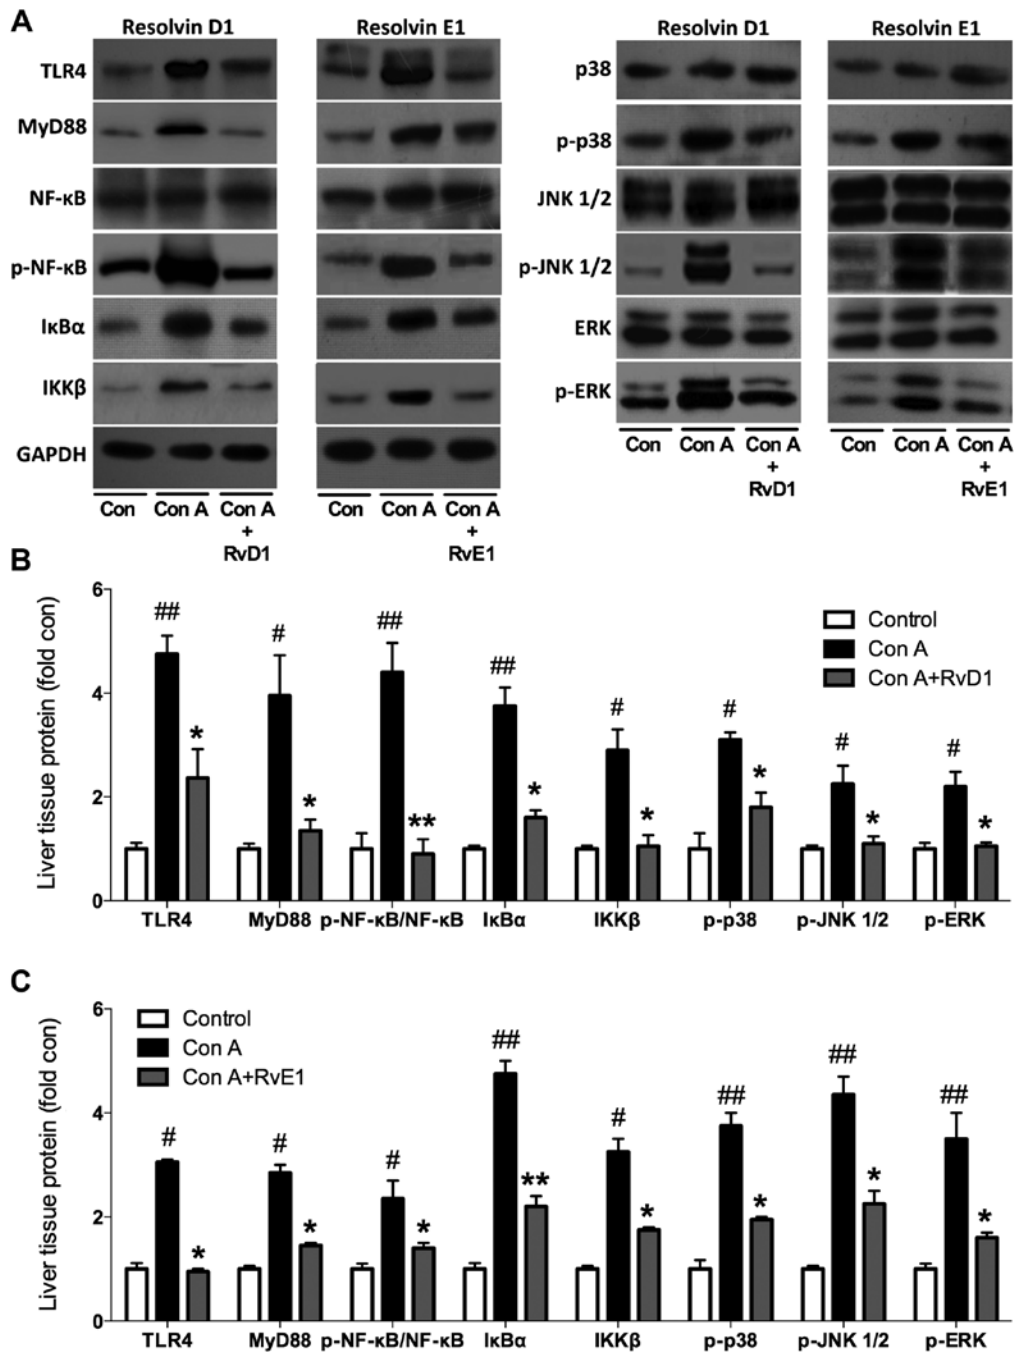 A
Resolvin D1
Resolvin E1
Resolvin D1
Resolvin E1
TLR4
MyD88
NF-κB
p-NF-κB
IκBα
IKKβ
GAPDH
p38
p-p38
JNK 1/2
p-JNK 1/2
ERK
p-ERK
Con
Con A
Con A
+
RvD1
Con
Con A
Con A
+
RvE1
Con
Con A
Con A
+
RvD1
Con
Con A
Con A
+
RvE1
B
Liver tissue protein (fold con)
6
4
2
0
Control
Con A
Con A+RvD1
## # ## ## # # # #
* * ** * * * * *
TLR4 MyD88 p-NF-κB/NF-κB IκBα IKKβ p-p38 p-JNK 1/2 p-ERK
C
Liver tissue protein (fold con)
6
4
2
0
Control
Con A
Con A+RvE1
# # # ## # ## ## ##
* * * ** * * * *
TLR4 MyD88 p-NF-κB/NF-κB IκBα IKKβ p-p38 p-JNK 1/2 p-ERK